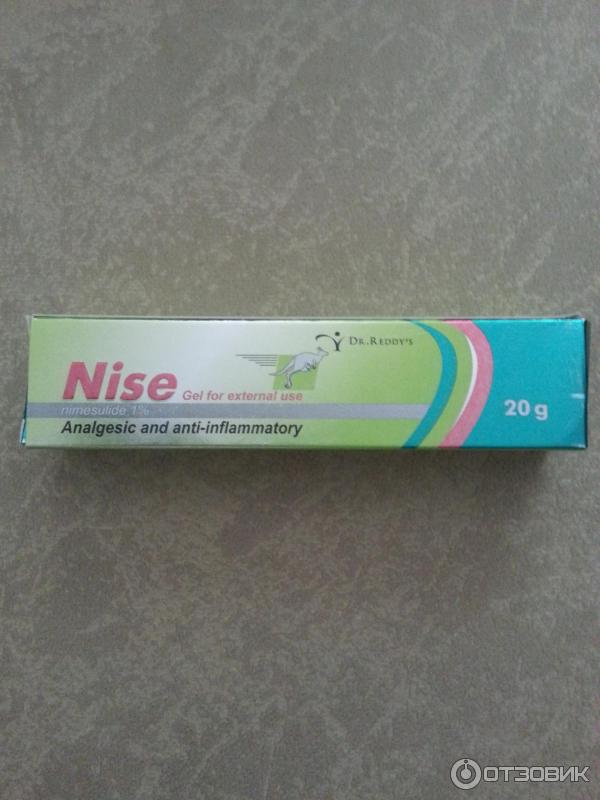 Dr.Reddy's
Nise Gel for external use
nimesulide 1%
Analgesic and anti-inflammatory
20 g
ОТЗОВИК